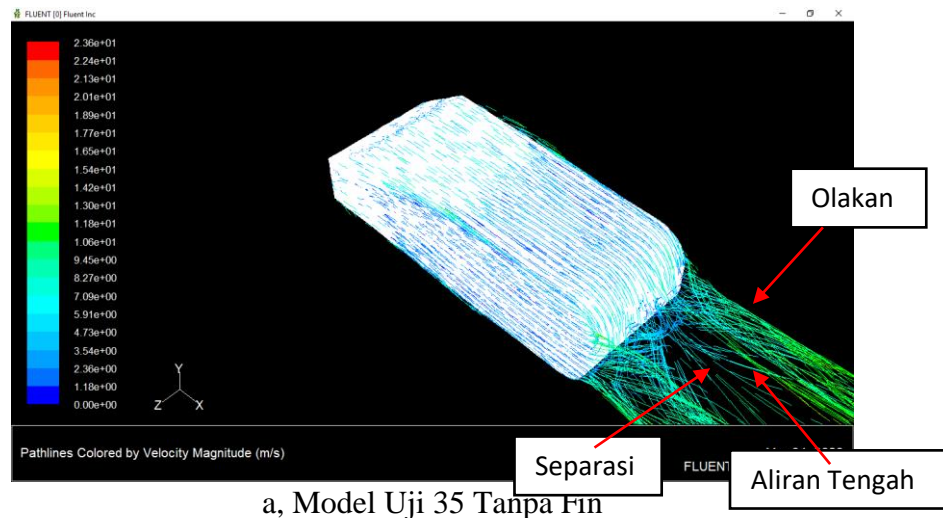 FLUENT [0] Fluent Inc
2.36e+01
2.24e+01
2.13e+01
2.01e+01
1.89e+01
1.77e+01
1.65e+01
1.54e+01
1.42e+01
1.30e+01
1.18e+01
1.06e+01
9.45e+00
8.27e+00
7.09e+00
5.91e+00
4.73e+00
3.54e+00
2.36e+00
1.18e+00
0.00e+00
Y
Z
X
Olakan
Pathlines Colored by Velocity Magnitude (m/s)
Separasi
FLUENT
Aliran Tengah
a, Model Uji 35 Tanpa Fin